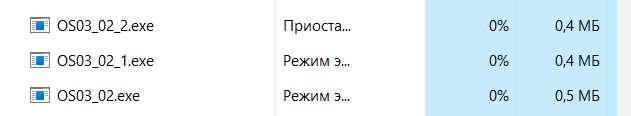 OS03_02_2.exe Приоста... 0% 0,4 МБ
OS03_02_1.exe Режим э... 0% 0,4 МБ
OS03_02.exe Режим э... 0% 0,5 МБ